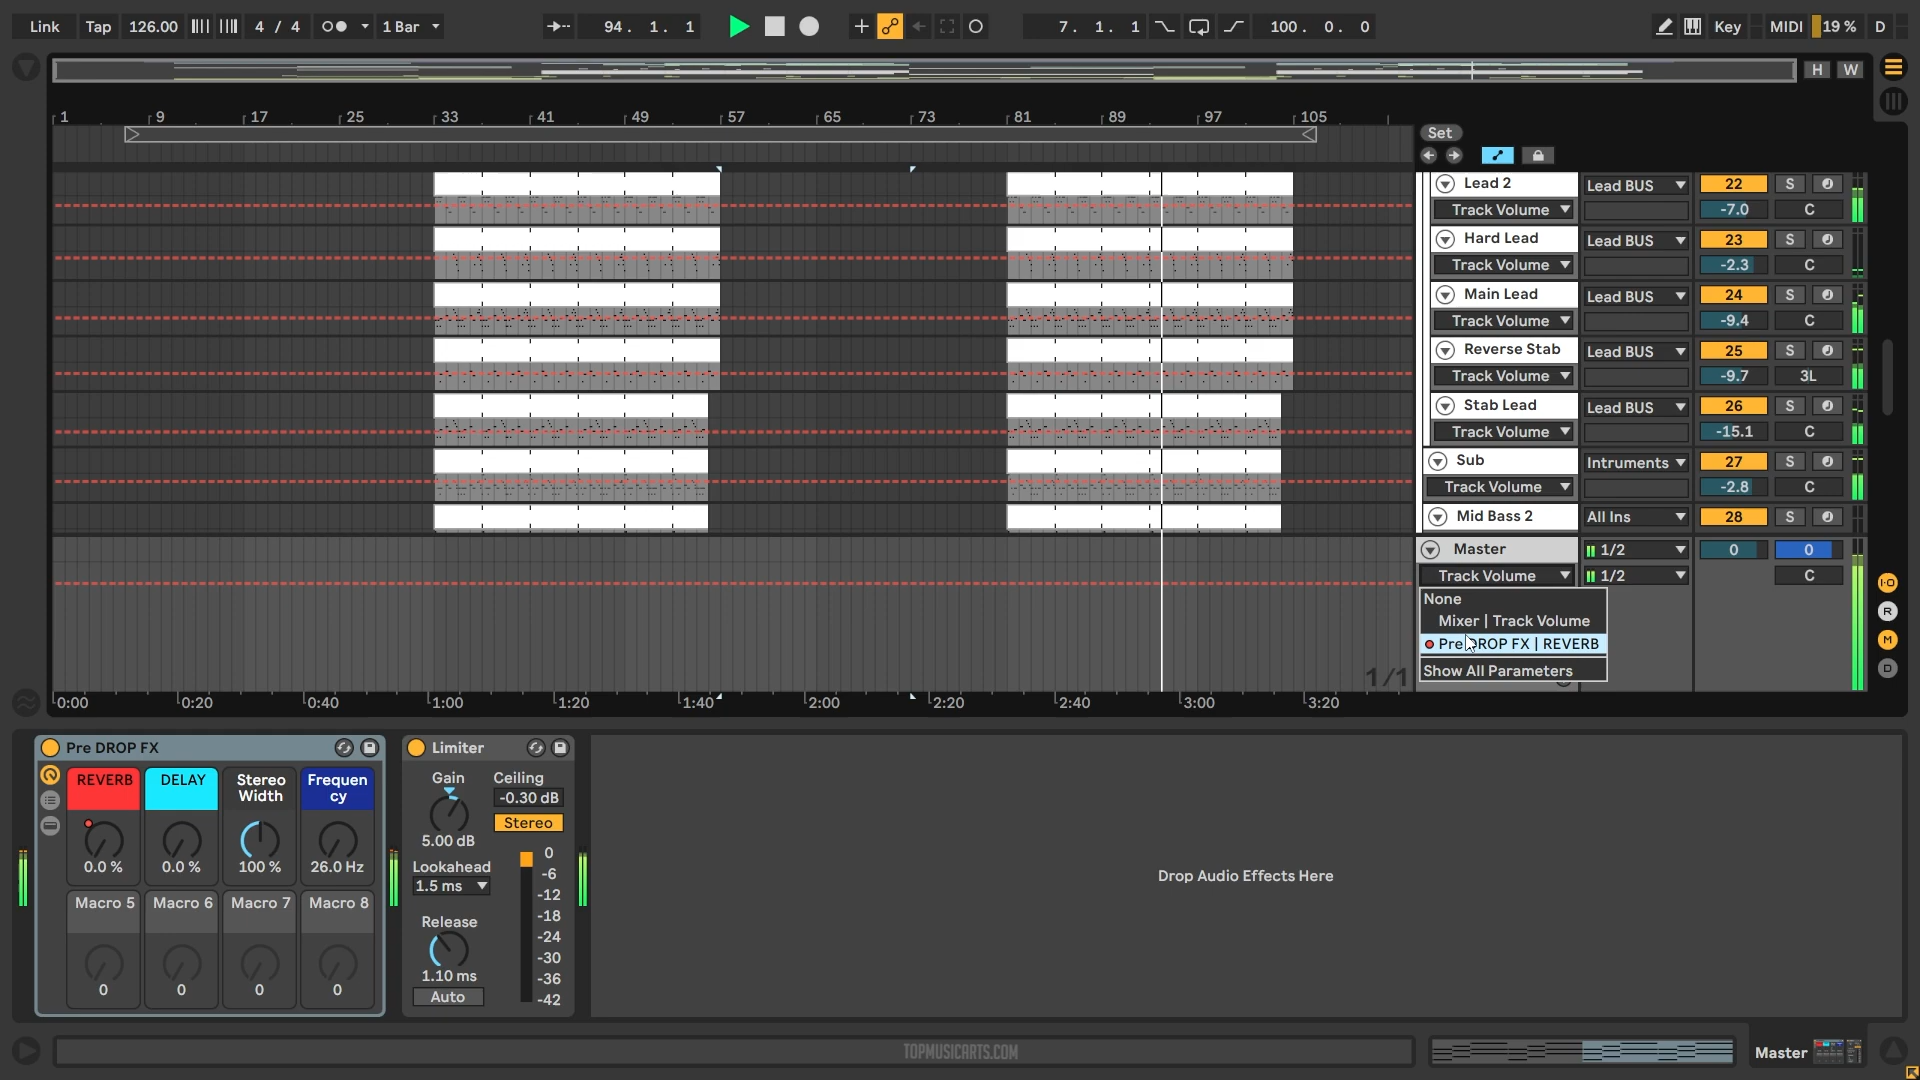 Link Tap 126.00 4 / 4 1 Bar 94. 1. 1 7. 1. 1 100. 0. 0 Key MIDI 19 % D
H W
1 9 17 25 33 41 49 57 65 73 81 89 97 105
Set
Lead 2 Lead BUS 22 S
Track Volume -7.0 C
Hard Lead Lead BUS 23 S
Track Volume -2.3 C
Main Lead Lead BUS 24 S
Track Volume -9.4 C
Reverse Stab Lead BUS 25 S
Track Volume -9.7 3L
Stab Lead Lead BUS 26 S
Track Volume -15.1 C
Sub Intruments 27 S
Track Volume -2.8 C
Mid Bass 2 All Ins 28 S
Master 1/2 0 0
Track Volume 1/2 C
None
Mixer | Track Volume
Pre DROP FX | REVERB
Show All Parameters
1/1
I·O
R
M
D
0:00 0:20 0:40 1:00 1:20 1:40 2:00 2:20 2:40 3:00 3:20
Pre DROP FX
REVERB DELAY Stereo Width Frequen cy
0.0 % 0.0 % 100 % 26.0 Hz
Macro 5 Macro 6 Macro 7 Macro 8
0 0 0 0
Limiter
Gain Ceiling
-0.30 dB
Stereo
5.00 dB
Lookahead
1.5 ms
Release
1.10 ms
Auto
0
-6
-12
-18
-24
-30
-36
-42
Drop Audio Effects Here
TOPMUSICARTS.COM
Master